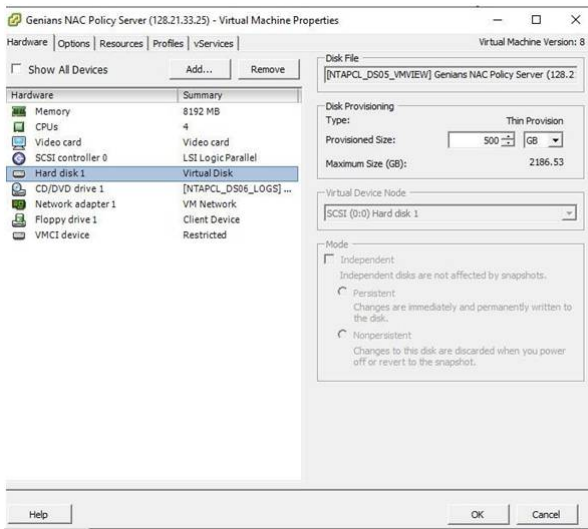 Genians NAC Policy Server (128.21.33.25) - Virtual Machine Properties
Hardware Options Resources Profiles vServices
Virtual Machine Version: 8
Show All Devices
Add...
Remove
Hardware Summary
Memory 8192 MB
CPUs 4
Video card Video card
SCSI controller 0 LSI Logic Parallel
Hard disk 1 Virtual Disk
CD/DVD drive 1 [NTAPCL_DS06_LOGS] ...
Network adapter 1 VM Network
Floppy drive 1 Client Device
VMCI device Restricted
Disk File
[NTAPCL_DS05_VMVIEW] Genians NAC Policy Server (128.2
Disk Provisioning
Type: Thin Provision
Provisioned Size: 500 GB
Maximum Size (GB): 2186.53
Virtual Device Node
SCSI (0:0) Hard disk 1
Mode
Independent
Independent disks are not affected by snapshots.
Persistent
Changes are immediately and permanently written to
the disk.
Nonpersistent
Changes to this disk are discarded when you power
off or revert to the snapshot.
Help
OK
Cancel